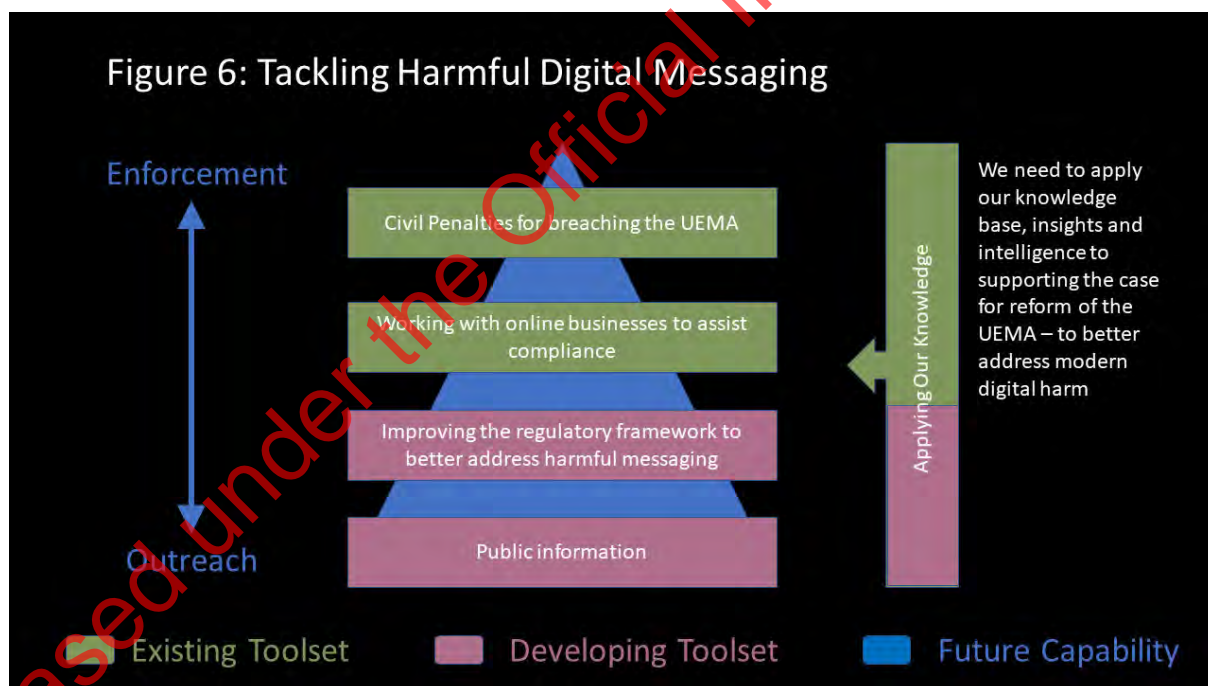 Figure 6: Tackling Harmful Digital Messaging
Enforcement
Outreach
Civil Penalties for breaching the UEMA
Working with online businesses to assist
compliance
Improving the regulatory framework to
better address harmful messaging
Public information
Applying Our Knowledge
We need to apply
our knowledge
base, insights and
intelligence to
supporting the case
for reform of the
UEMA – to better
address modern
digital harm
Existing Toolset
Developing Toolset
Future Capability
under the Official